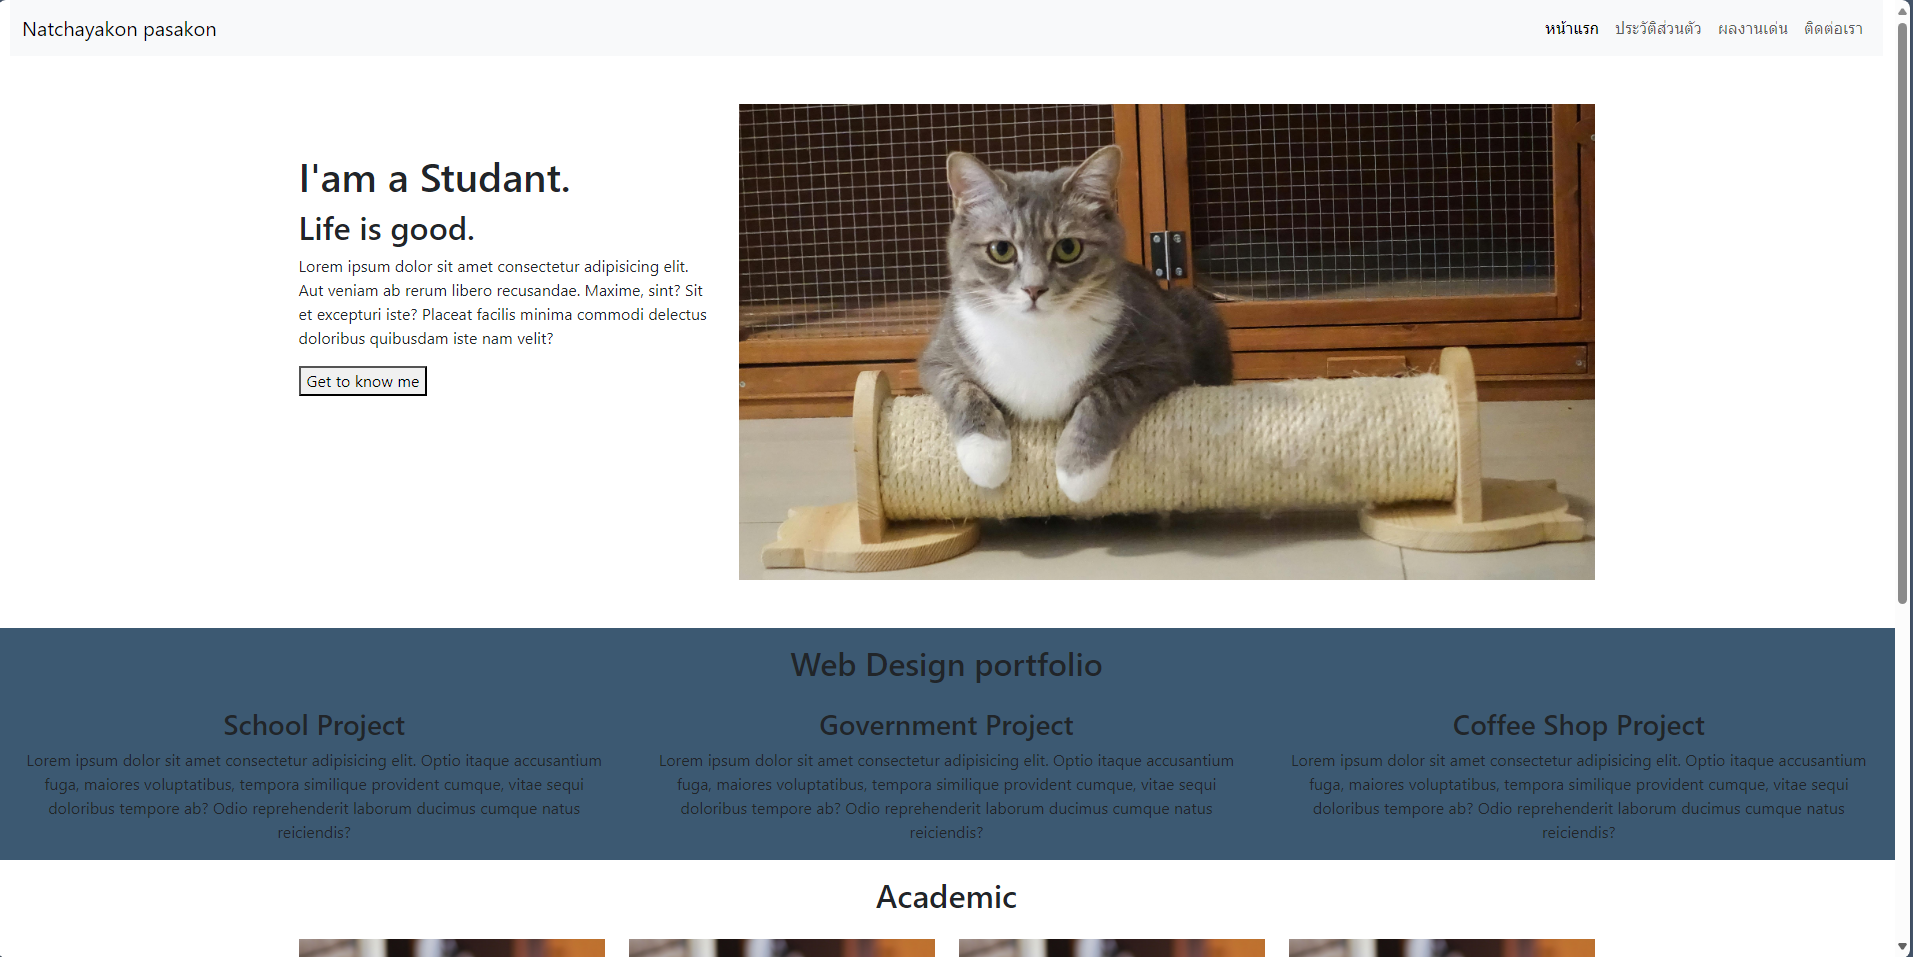 Natchayakon pasakon
หน้าแรก ประวัติส่วนตัว ผลงานเด่น ติดต่อเรา
I'am a Studant.
Life is good.
Lorem ipsum dolor sit amet consectetur adipisicing elit.
Aut veniam ab rerum libero recusandae. Maxime, sint? Sit
et excepturi iste? Placeat facilis minima commodi delectus
doloribus quibusdam iste nam velit?
Get to know me
Web Design portfolio
School Project
Lorem ipsum dolor sit amet consectetur adipisicing elit. Optio itaque accusantium
fuga, maiores voluptatibus, tempora similique provident cumque, vitae sequi
doloribus tempore ab? Odio reprehenderit laborum ducimus cumque natus
reiciendis?
Government Project
Lorem ipsum dolor sit amet consectetur adipisicing elit. Optio itaque accusantium
fuga, maiores voluptatibus, tempora similique provident cumque, vitae sequi
doloribus tempore ab? Odio reprehenderit laborum ducimus cumque natus
reiciendis?
Coffee Shop Project
Lorem ipsum dolor sit amet consectetur adipisicing elit. Optio itaque accusantium
fuga, maiores voluptatibus, tempora similique provident cumque, vitae sequi
doloribus tempore ab? Odio reprehenderit laborum ducimus cumque natus
reiciendis?
Academic